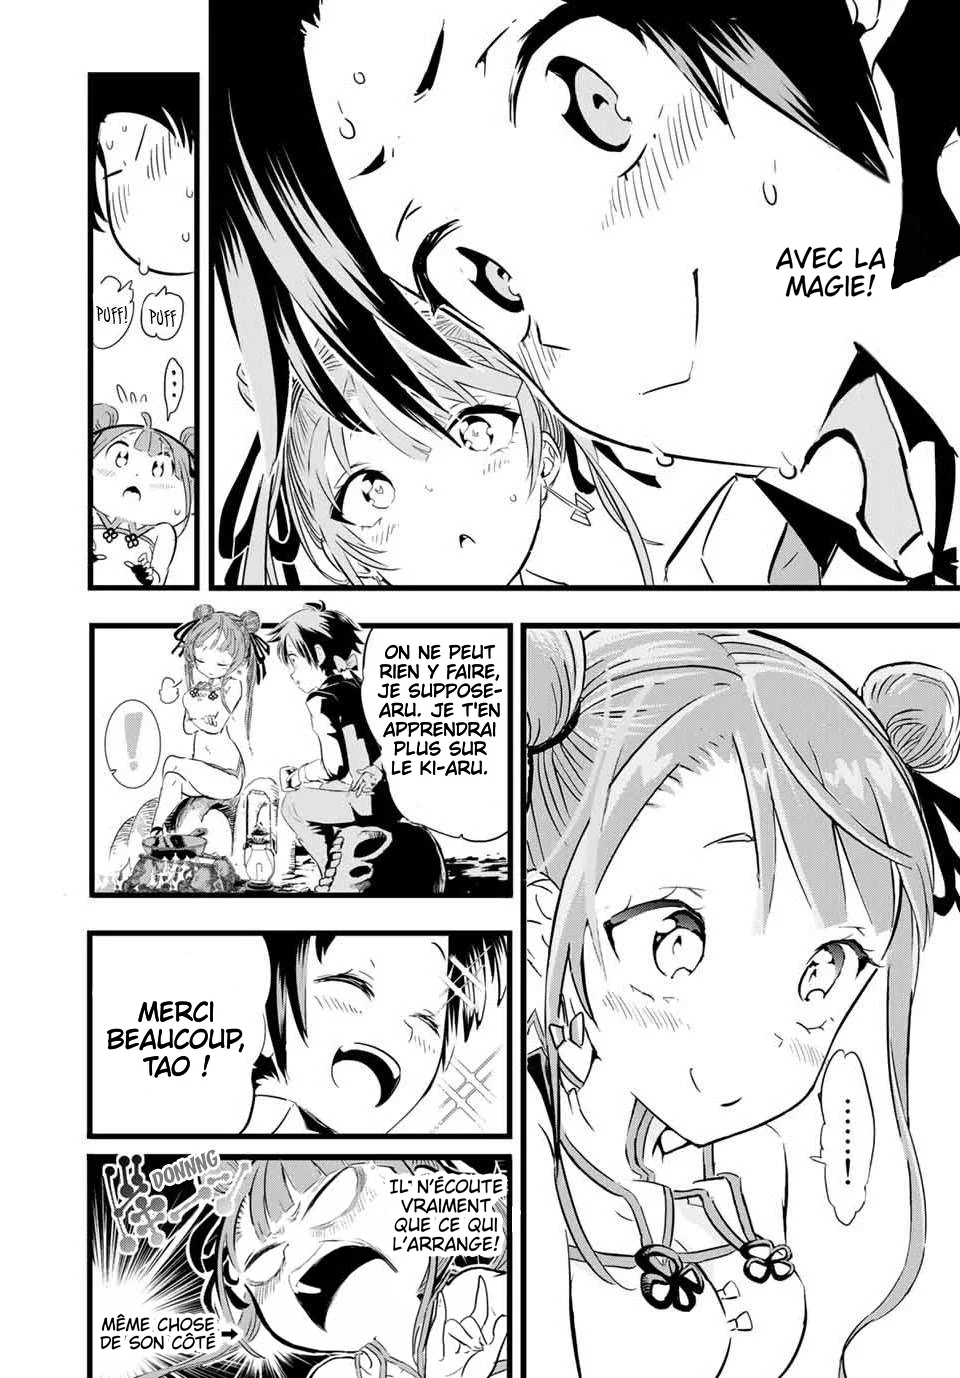 AVEC LA
MAGIE!
PUFF
PUFF!
...
......!
ON NE PEUT
RIEN Y FAIRE,
JE SUPPOSE-
ARU. JE T'EN
APPRENDRAI
PLUS SUR
LE KI-ARU.
!
MERCI
BEAUCOUP,
TAO !
DONNNG
IL N'ÉCOUTE
VRAIMENT
QUE CE QUI
L'ARRANGE!
MÊME CHOSE
DE SON CÔTÉ